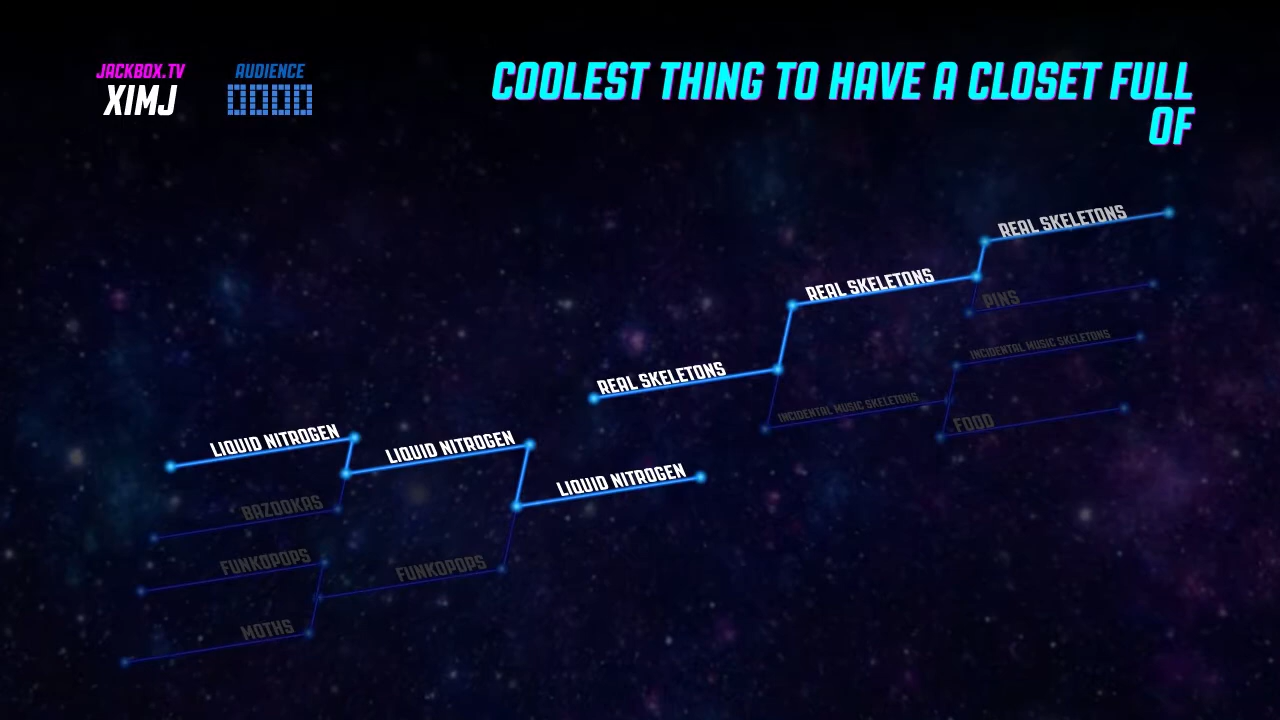 JACKBOX.TV
XIMJ
AUDIENCE
0000
COOLEST THING TO HAVE A CLOSET FULL
OF
LIQUID NITROGEN
BAZOOKAS
FUNKOPOPS
MOTHS
LIQUID NITROGEN
FUNKOPOPS
LIQUID NITROGEN
REAL SKELETONS
REAL SKELETONS
INCIDENTAL MUSIC SKELETONS
REAL SKELETONS
PINS
INCIDENTAL MUSIC SKELETONS
FOOD